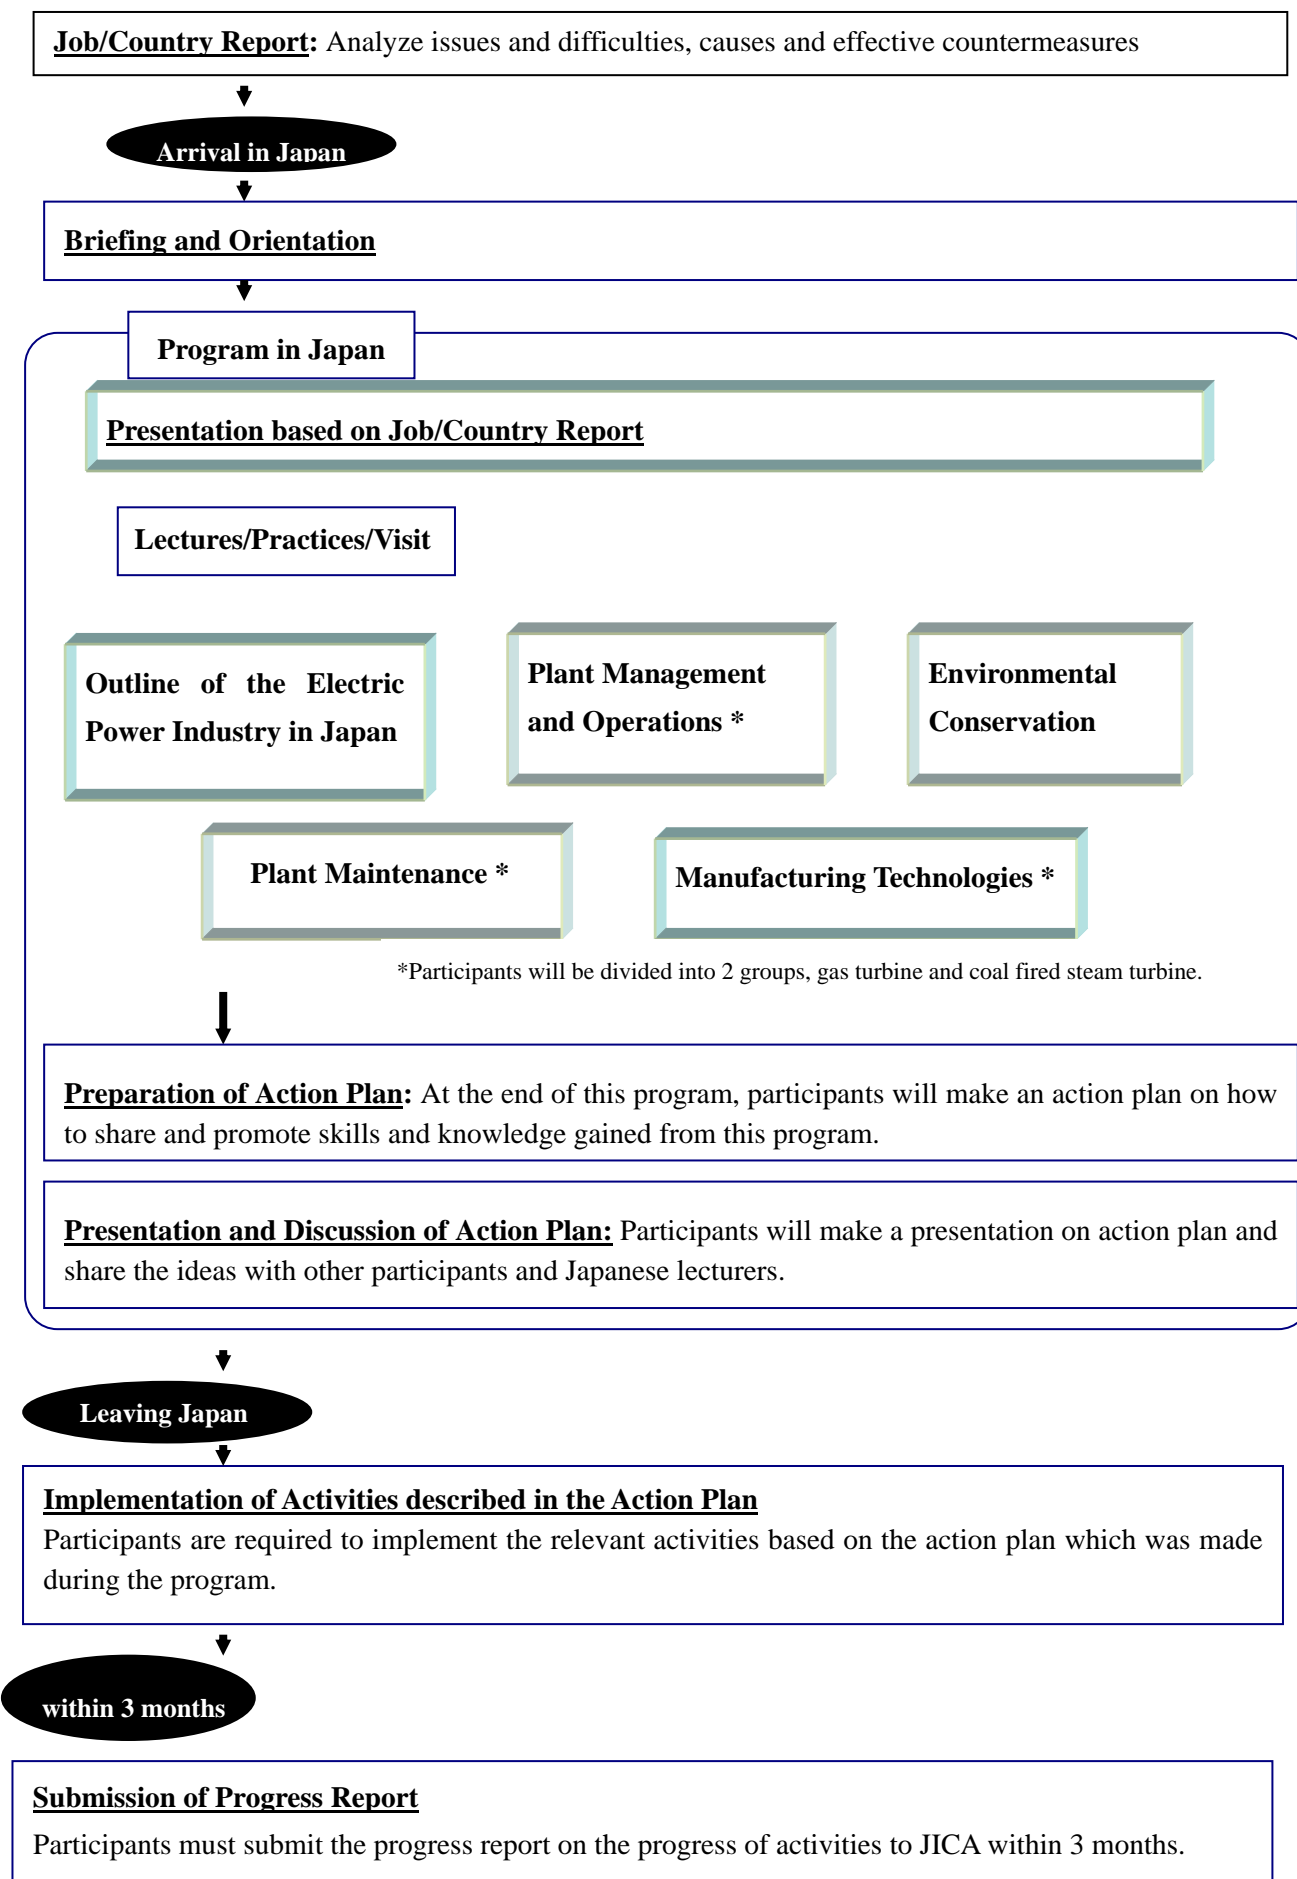 Job/Country Report: Analyze issues and difficulties, causes and effective countermeasures
Arrival in Japan
Briefing and Orientation
Program in Japan
Presentation based on Job/Country Report
Lectures/Practices/Visit
Outline of the Electric
Power Industry in Japan
Plant Management
and Operations *
Environmental
Conservation
Plant Maintenance *
Manufacturing Technologies *
*Participants will be divided into 2 groups, gas turbine and coal fired steam turbine.
Preparation of Action Plan: At the end of this program, participants will make an action plan on how
to share and promote skills and knowledge gained from this program.
Presentation and Discussion of Action Plan: Participants will make a presentation on action plan and
share the ideas with other participants and Japanese lecturers.
Leaving Japan
Implementation of Activities described in the Action Plan
Participants are required to implement the relevant activities based on the action plan which was made
during the program.
within 3 months
Submission of Progress Report
Participants must submit the progress report on the progress of activities to JICA within 3 months.